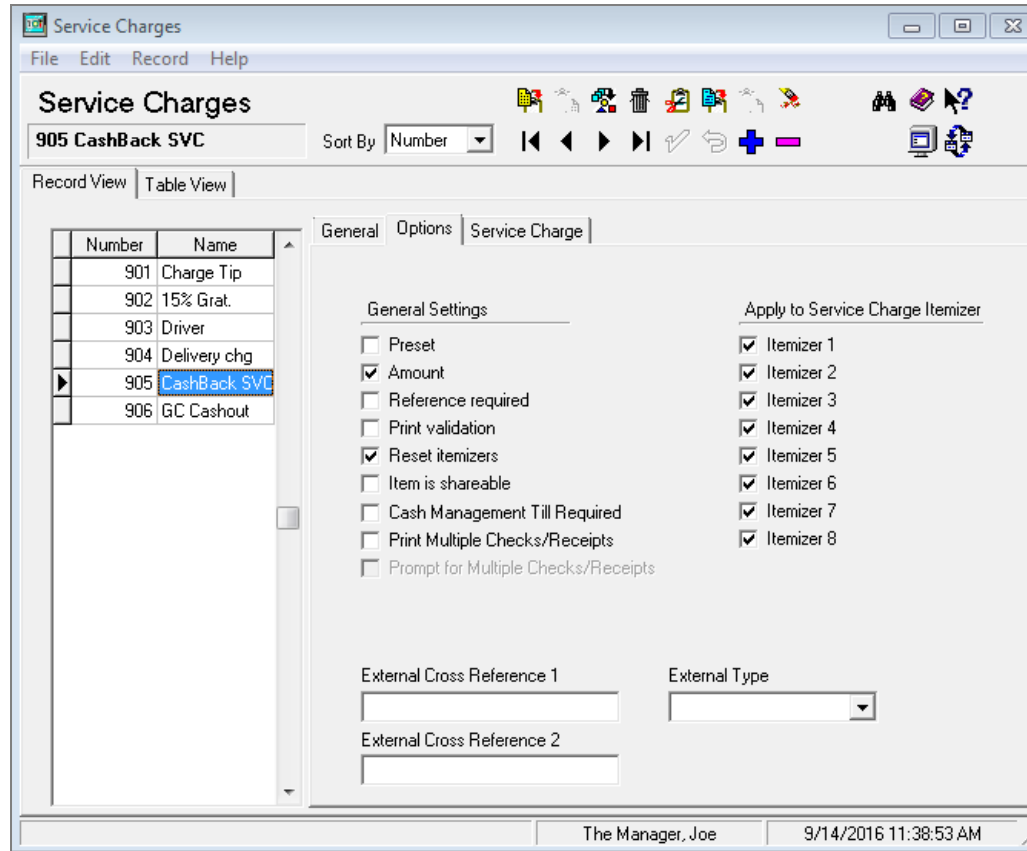 Service Charges
File Edit Record Help
Service Charges
905 CashBack SVC
Sort By Number
Record View Table View
Number Name
901 Charge Tip
902 15% Grat.
903 Driver
904 Delivery chg
905 CashBack SVC
906 GC Cashout
General Options Service Charge
General Settings
Preset
Amount
Reference required
Print validation
Reset itemizers
Item is shareable
Cash Management Till Required
Print Multiple Checks/Receipts
Prompt for Multiple Checks/Receipts
Apply to Service Charge Itemizer
Itemizer 1
Itemizer 2
Itemizer 3
Itemizer 4
Itemizer 5
Itemizer 6
Itemizer 7
Itemizer 8
External Cross Reference 1
External Type
External Cross Reference 2
The Manager, Joe
9/14/2016 11:38:53 AM